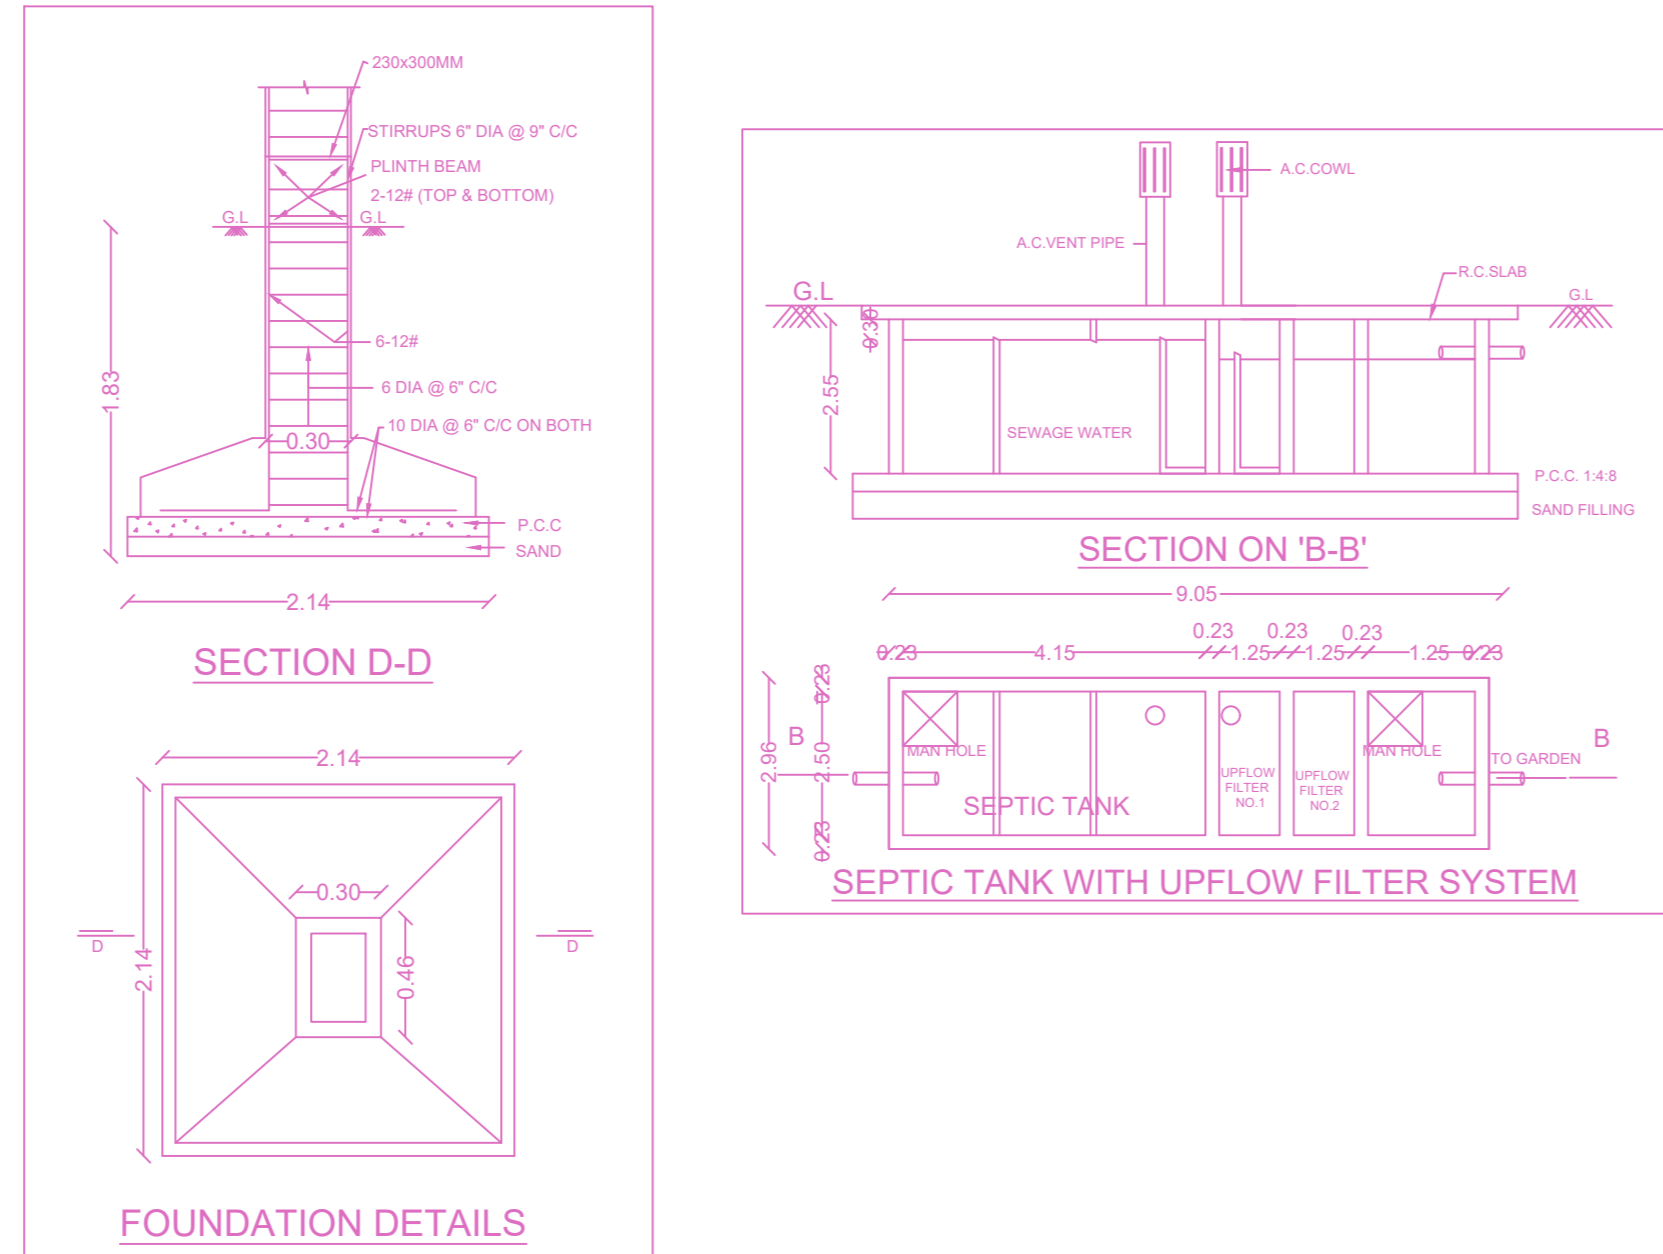 230x300MM
STIRRUPS 6" DIA @ 9" C/C
PLINTH BEAM
2-12# (TOP & BOTTOM)
G.L
G.L
6-12#
1.83
6 DIA @ 6" C/C
10 DIA @ 6" C/C ON BOTH
0.30
P.C.C
SAND
2.14
SECTION D-D
2.14
0.30
D
D
2.14
0.46
FOUNDATION DETAILS
A.C.COWL
A.C.VENT PIPE
R.C.SLAB
G.L
G.L
0.30
2.55
SEWAGE WATER
P.C.C. 1:4:8
SAND FILLING
SECTION ON 'B-B'
9.05
0.23
0.23
0.23
0.23
4.15
1.25
1.25
1.25
0.23
0.23
2.96
B
2.50
0.23
MAN HOLE
MAN HOLE
B
TO GARDEN
UPFLOW
FILTER
NO.1
UPFLOW
FILTER
NO.2
SEPTIC TANK
SEPTIC TANK WITH UPFLOW FILTER SYSTEM